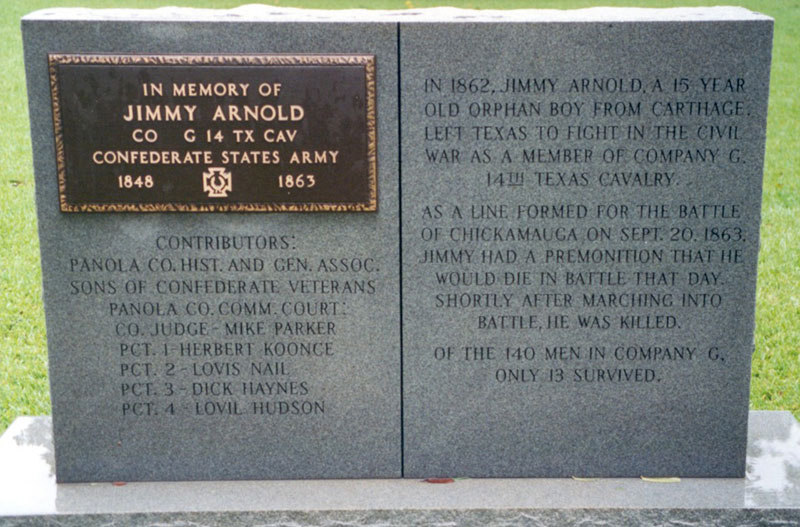 IN MEMORY OF
JIMMY ARNOLD
CO G 14 TX CAV
CONFEDERATE STATES ARMY
1848 1863
CONTRIBUTORS:
PANOLA CO. HIST. AND GEN. ASSOC.
SONS OF CONFEDERATE VETERANS
PANOLA CO. COMM. COURT:
CO. JUDGE - MIKE PARKER
PCT. 1 - HERBERT KOONCE
PCT. 2 - LOVIS NAIL
PCT. 3 - DICK HAYNES
PCT. 4 - LOVIL HUDSON
IN 1862, JIMMY ARNOLD, A 15 YEAR
OLD ORPHAN BOY FROM CARTHAGE,
LEFT TEXAS TO FIGHT IN THE CIVIL
WAR AS A MEMBER OF COMPANY G,
14TH TEXAS CAVALRY.
AS A LINE FORMED FOR THE BATTLE
OF CHICKAMAUGA ON SEPT. 20, 1863,
JIMMY HAD A PREMONITION THAT HE
WOULD DIE IN BATTLE THAT DAY.
SHORTLY AFTER MARCHING INTO
BATTLE, HE WAS KILLED.
OF THE 140 MEN IN COMPANY G,
ONLY 13 SURVIVED.